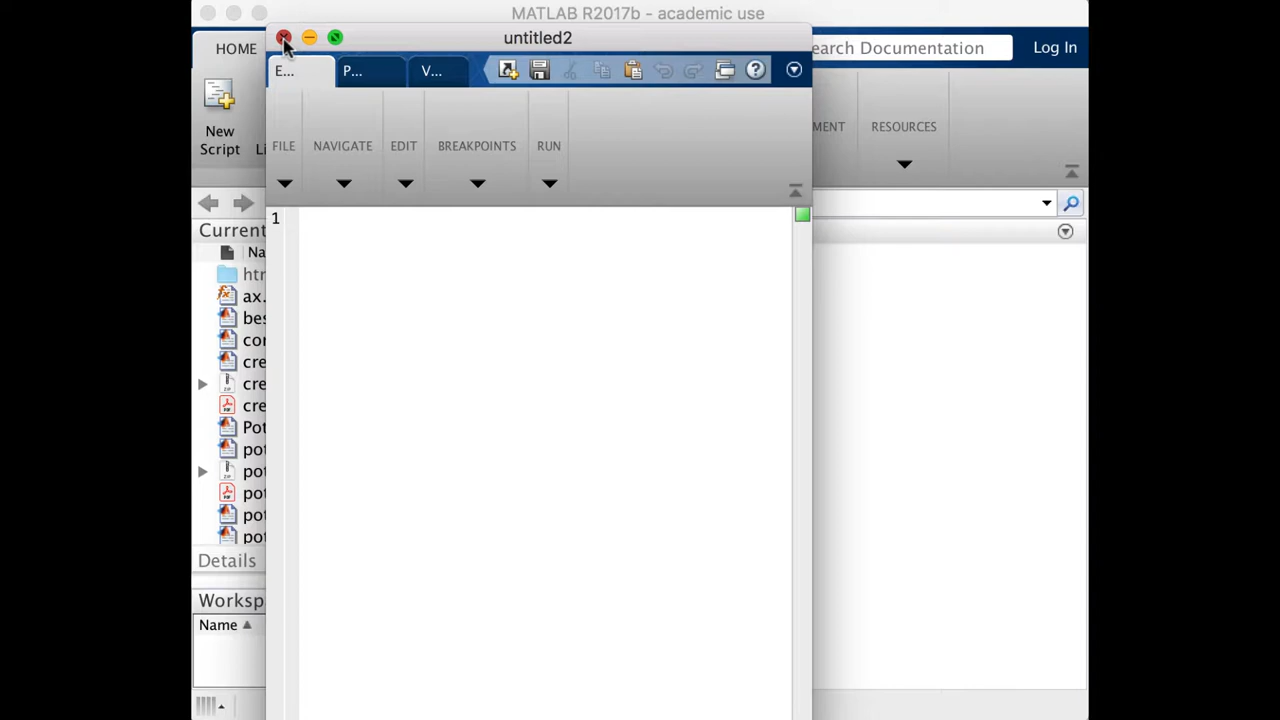 MATLAB R2017b - academic use
HOME
untitled2
earch Documentation
Log In
E...
P...
V...
New
Script
Li
FILE
NAVIGATE
EDIT
BREAKPOINTS
RUN
MENT
RESOURCES
1
Current
Na
htr
ax.
bes
cor
cre
cre
cre
Pot
pot
pot
pot
pot
pot
Details
Worksp
Name